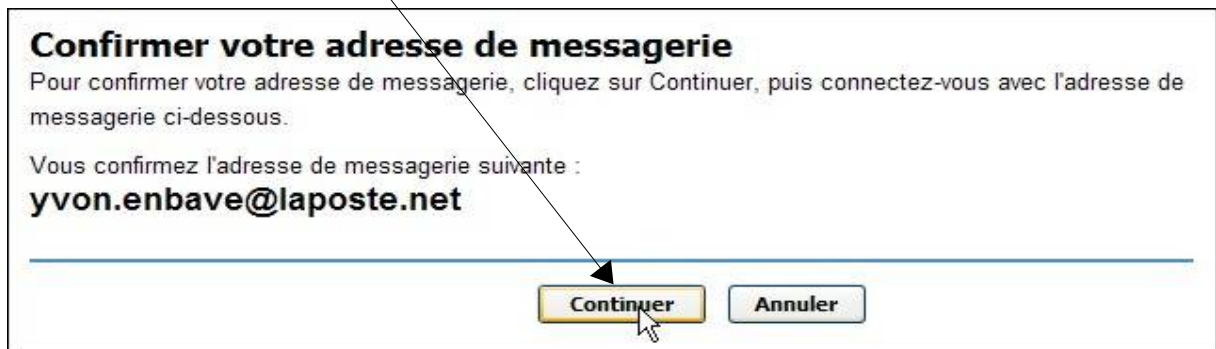 Confirmer votre adresse de messagerie
Pour confirmer votre adresse de messagerie, cliquez sur Continuer, puis connectez-vous avec l'adresse de
messagerie ci-dessous.
Vous confirmez l'adresse de messagerie suivante :
yvon.enbave@laposte.net
Continuer Annuler